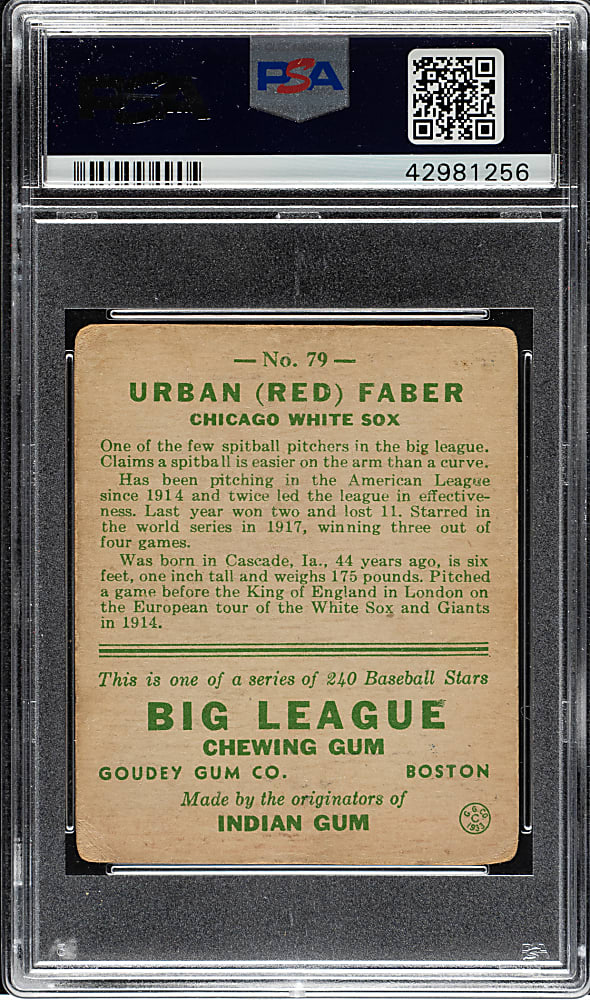 PSA
PSA
42981256
— No. 79 —
URBAN (RED) FABER
CHICAGO WHITE SOX
One of the few spitball pitchers in the big league.
Claims a spitball is easier on the arm than a curve.
Has been pitching in the American League
since 1914 and twice led the league in effective-
ness. Last year won two and lost 11. Starred in
the world series in 1917, winning three out of
four games.
Was born in Cascade, Ia., 44 years ago, is six
feet, one inch tall and weighs 175 pounds. Pitched
a game before the King of England in London on
the European tour of the White Sox and Giants
in 1914.
This is one of a series of 240 Baseball Stars
BIG LEAGUE
CHEWING GUM
GOUDEY GUM CO. BOSTON
Made by the originators of
INDIAN GUM
G. G. CO.
C
1933
PSA